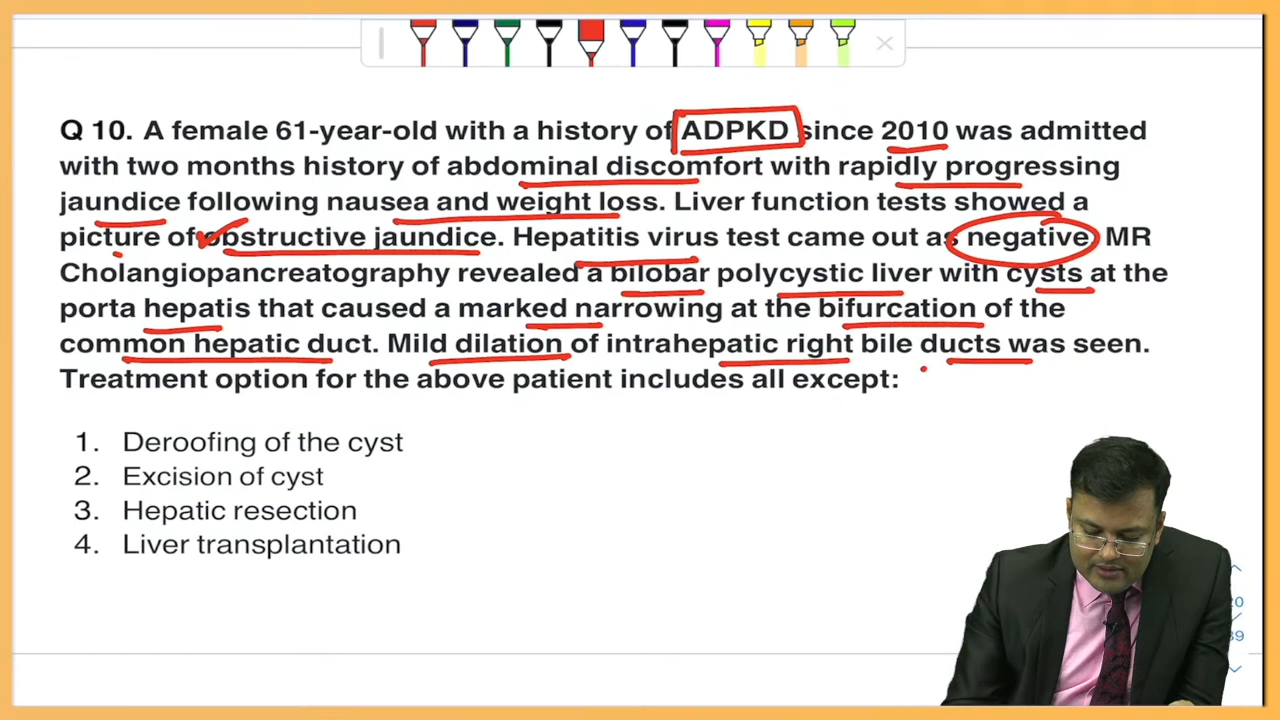 Q 10. A female 61-year-old with a history of ADPKD since 2010 was admitted
with two months history of abdominal discomfort with rapidly progressing
jaundice following nausea and weight loss. Liver function tests showed a
picture of obstructive jaundice. Hepatitis virus test came out as negative. MR
Cholangiopancreatography revealed a bilobar polycystic liver with cysts at the
porta hepatis that caused a marked narrowing at the bifurcation of the
common hepatic duct. Mild dilation of intrahepatic right bile ducts was seen.
Treatment option for the above patient includes all except:
1. Deroofing of the cyst
2. Excision of cyst
3. Hepatic resection
4. Liver transplantation